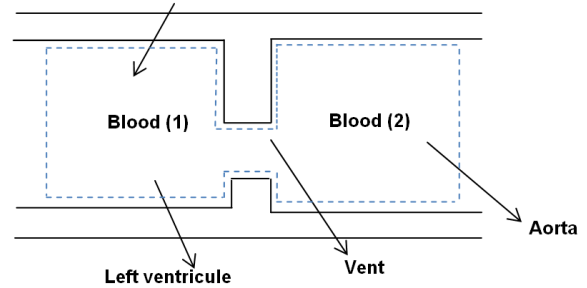 Blood (1)
Blood (2)
Aorta
Left ventricule
Vent